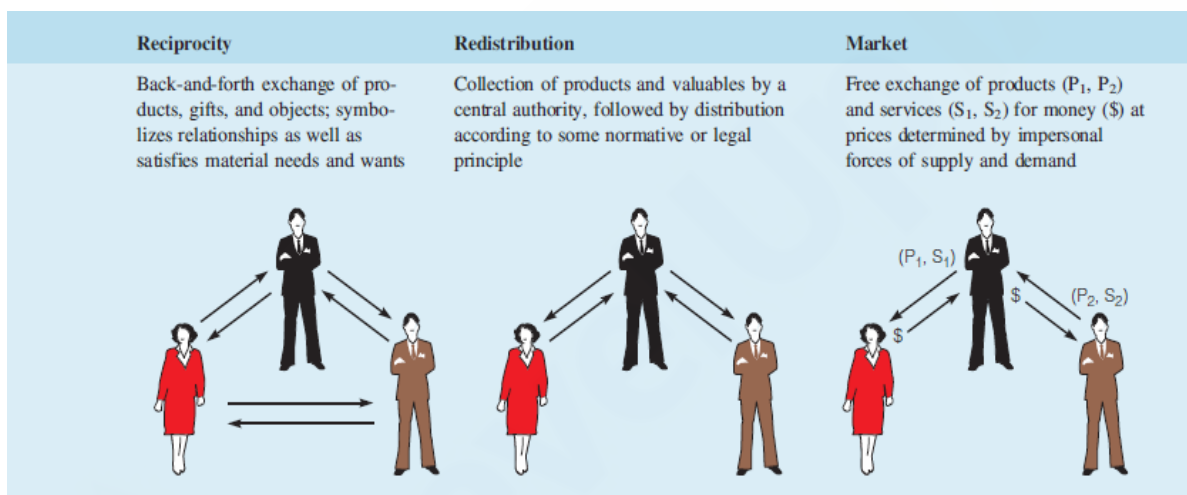 Reciprocity
Back-and-forth exchange of pro-
ducts, gifts, and objects; symbo-
lizes relationships as well as
satisfies material needs and wants
Redistribution
Collection of products and valuables by a
central authority, followed by distribution
according to some normative or legal
principle
Market
Free exchange of products (P₁, P₂)
and services (S₁, S₂) for money ($) at
prices determined by impersonal
forces of supply and demand
(P₁, S₁)
$
(P₂, S₂)
$